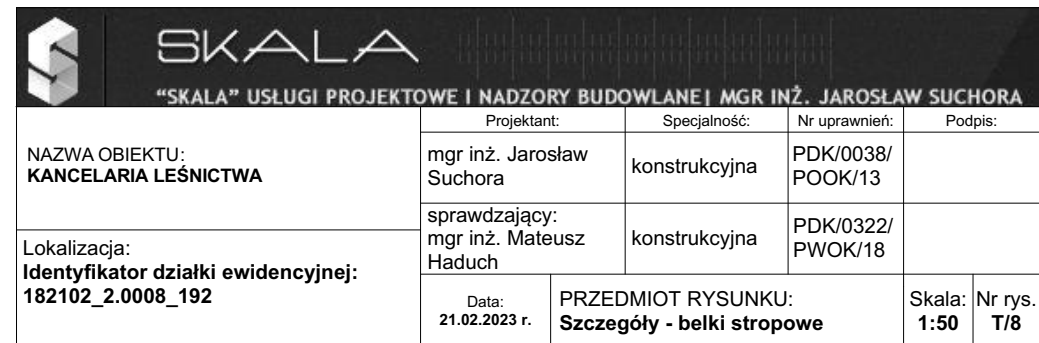 SKALA
"SKALA" USŁUGI PROJEKTOWE I NADZORY BUDOWLANE| MGR INŻ. JAROSŁAW SUCHORA
Projektant:
Specjalność:
Nr uprawnień:
Podpis:
NAZWA OBIEKTU:
KANCELARIA LEŚNICTWA
mgr inż. Jarosław
Suchora
konstrukcyjna
PDK/0038/
POOK/13
sprawdzający:
mgr inż. Mateusz
Haduch
konstrukcyjna
PDK/0322/
PWOK/18
Lokalizacja:
Identyfikator działki ewidencyjnej:
182102_2.0008_192
Data:
21.02.2023 r.
PRZEDMIOT RYSUNKU:
Szczegóły - belki stropowe
Skala:
1:50
Nr rys.
T/8